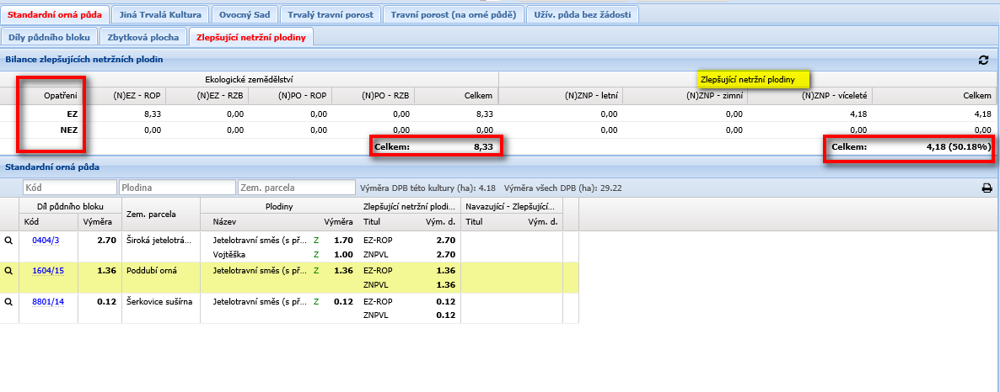 Standardní orná půda Jiná Trvalá Kultura Ovocný Sad Trvalý travní porost Travní porost (na orné půdě) Užív. půda bez žádosti
Díly půdního bloku Zbytková plocha Zlepšující netržní plodiny
Bilance zlepšujících netržních plodin
Ekologické zemědělství Zlepšující netržní plodiny
Opatření (N)EZ - ROP (N)EZ - RZB (N)PO - ROP (N)PO - RZB Celkem (N)ZNP - letní (N)ZNP - zimní (N)ZNP - víceleté Celkem
EZ 8,33 0,00 0,00 0,00 8,33 0,00 0,00 4,18 4,18
NEZ 0,00 0,00 0,00 0,00 0,00 0,00 0,00 0,00 0,00
Celkem: 8,33 Celkem: 4,18 (50.18%)
Standardní orná půda
Kód Plodina Zem. parcela Výměra DPB této kultury (ha): 4.18 Výměra všech DPB (ha): 29.22
Díl půdního bloku Zem. parcela Plodiny Zlepšující netržní plodi... Navazující - Zlepšující...
Kód Výměra Název Výměra Titul Vým. d. Titul Vým. d.
0404/3 2.70 Široká jetelotrá... Jetelotravní směs (s př... Z 1.70 EZ-ROP 2.70
Vojtěška Z 1.00 ZNPVL 2.70
1604/15 1.36 Poddubí orná Jetelotravní směs (s př... Z 1.36 EZ-ROP 1.36
ZNPVL 1.36
8801/14 0.12 Šerkovice sušírna Jetelotravní směs (s př... Z 0.12 EZ-ROP 0.12
ZNPVL 0.12